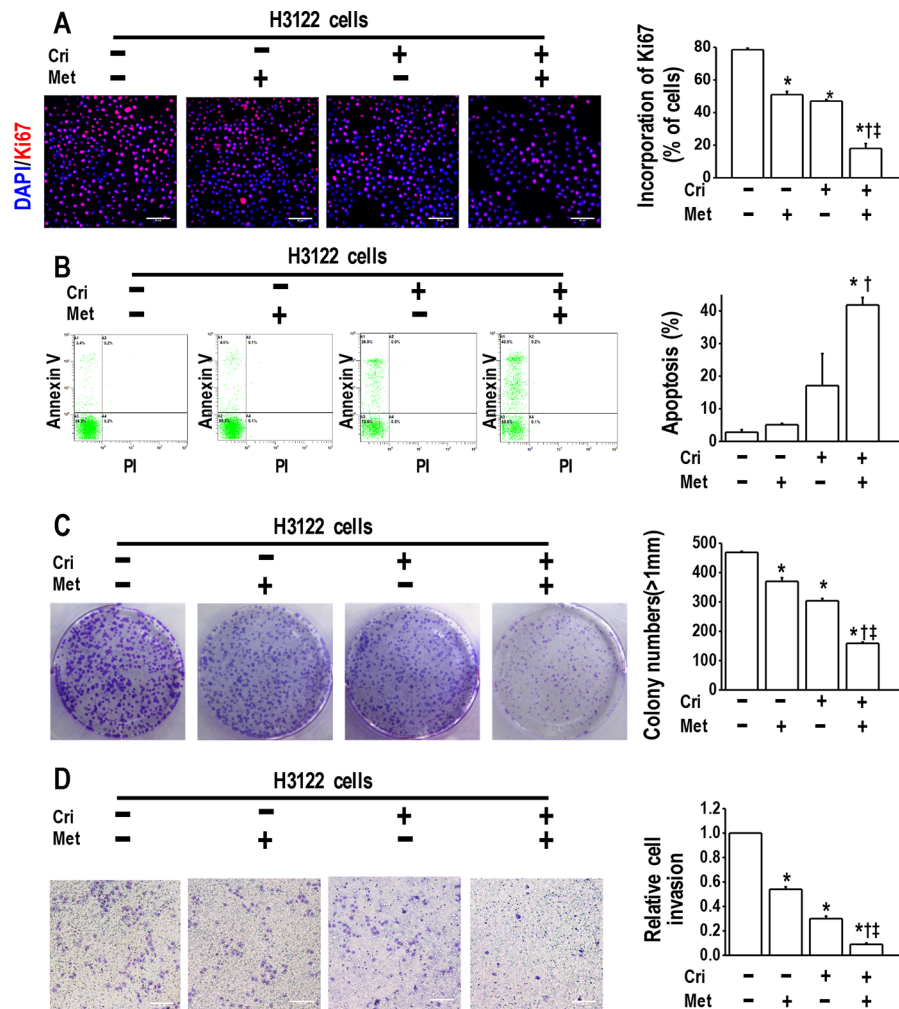 A
H3122 cells
Cri − − + +
Met − + − +
DAPI/Ki67
Incorporation of Ki67
(% of cells)
80
60
40
20
0
*
*
*†‡
Cri − − + +
Met − + − +
B
H3122 cells
Cri − − + +
Met − + − +
Annexin V
PI
Annexin V
PI
Annexin V
PI
Annexin V
PI
Apoptosis (%)
40
20
0
* †
Cri − − + +
Met − + − +
C
H3122 cells
Cri − − + +
Met − + − +
Colony numbers(>1mm)
500
400
300
200
100
0
*
*
*†‡
Cri − − + +
Met − + − +
D
H3122 cells
Cri − − + +
Met − + − +
Relative cell
invasion
1.2
1.0
0.8
0.6
0.4
0.2
0.0
*
*
*†‡
Cri − − + +
Met − + − +